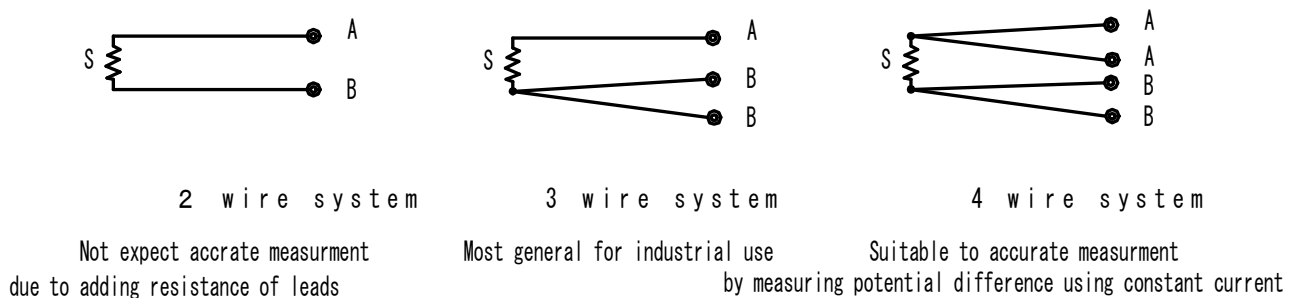 S A
B
S A
B
B
S A
A
B
B
2 wire system
3 wire system
4 wire system
Not expect accrate measurment
due to adding resistance of leads
Most general for industrial use
Suitable to accurate measurment
by measuring potential difference using constant current